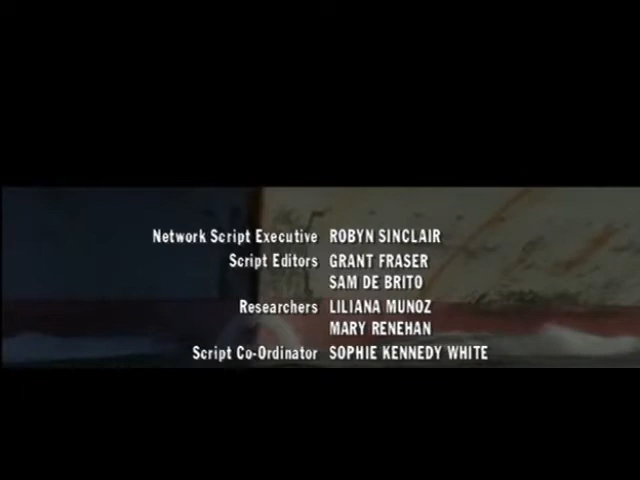 Network Script Executive ROBYN SINCLAIR
Script Editors GRANT FRASER
SAM DE BRITO
Researchers LILIANA MUNOZ
MARY RENEHAN
Script Co-Ordinator SOPHIE KENNEDY WHITE